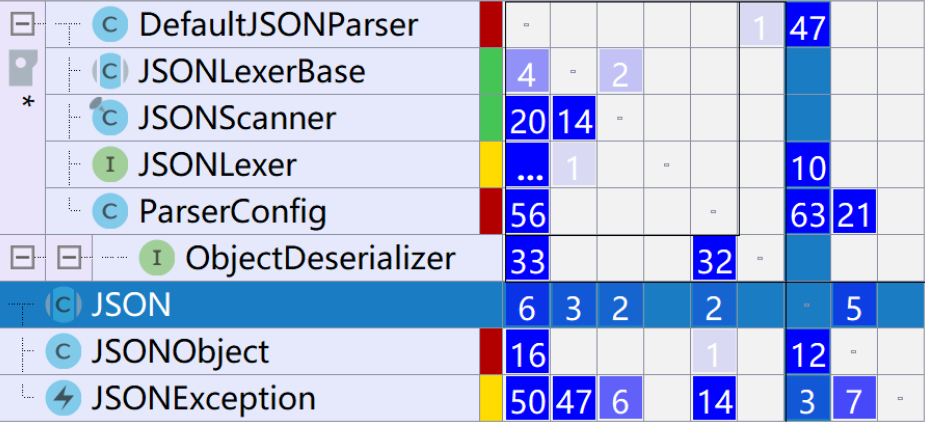 C DefaultJSONParser 1 47
C JSONLexerBase 4 2
* C JSONScanner 20 14
I JSONLexer ... 1 10
C ParserConfig 56 63 21
I ObjectDeserializer 33 32
C JSON 6 3 2 2 5
C JSONObject 16 1 12
JSONException 50 47 6 14 3 7